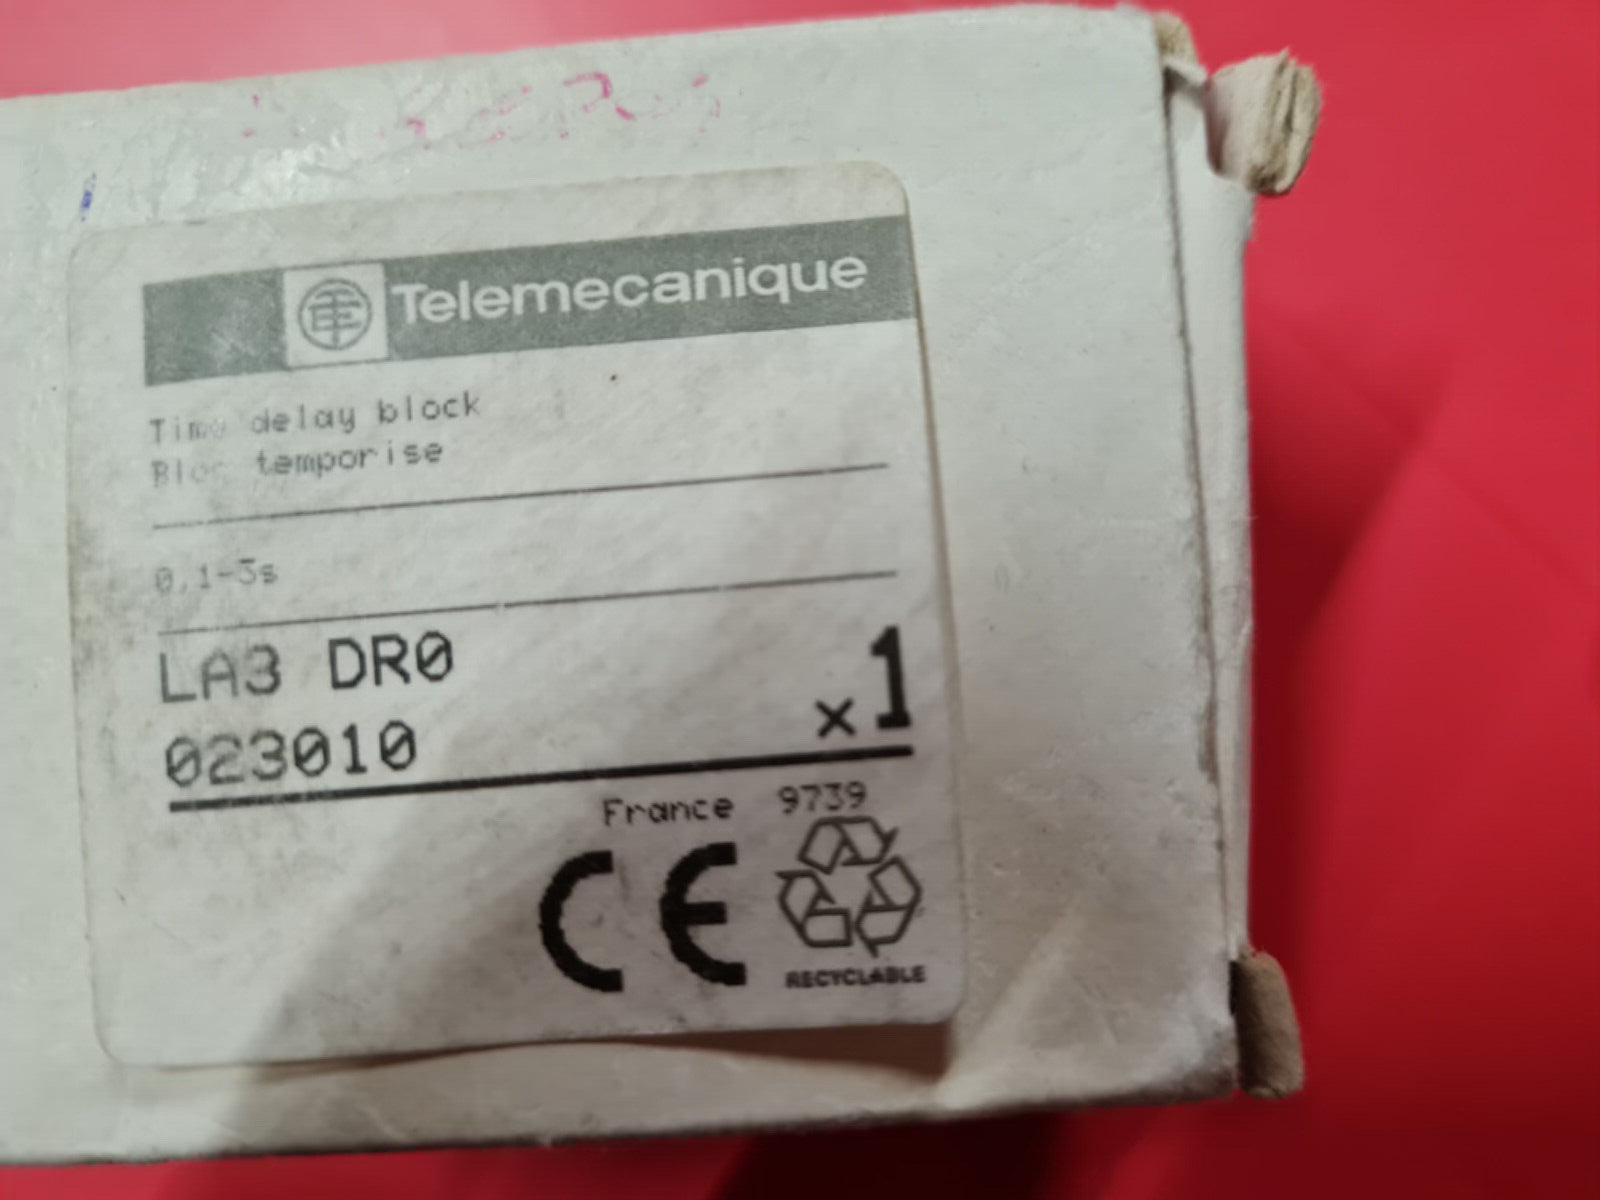 Telemecanique
Time delay block
Bloc temporise
0,1-3s
LA3 DR0
023010
x1
France 9739
CE
RECYCLABLE